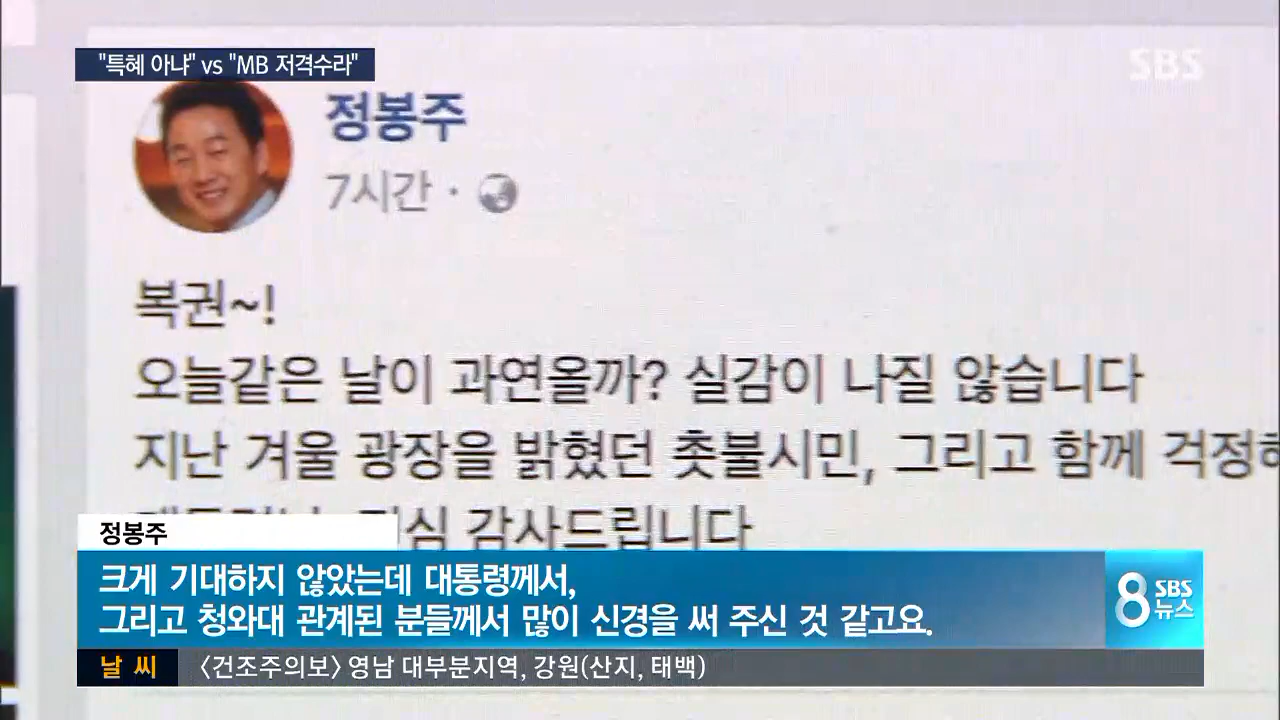 "특혜 아냐" vs "MB 저격수라"
SBS
정봉주
7시간 ·
복권~!
오늘같은 날이 과연올까? 실감이 나질 않습니다
지난 겨울 광장을 밝혔던 촛불시민, 그리고 함께 걱정해
감사드립니다
정봉주
크게 기대하지 않았는데 대통령께서,
그리고 청와대 관계된 분들께서 많이 신경을 써 주신 것 같고요.
8 SBS 뉴스
날 씨 〈건조주의보〉 영남 대부분지역, 강원(산지, 태백)